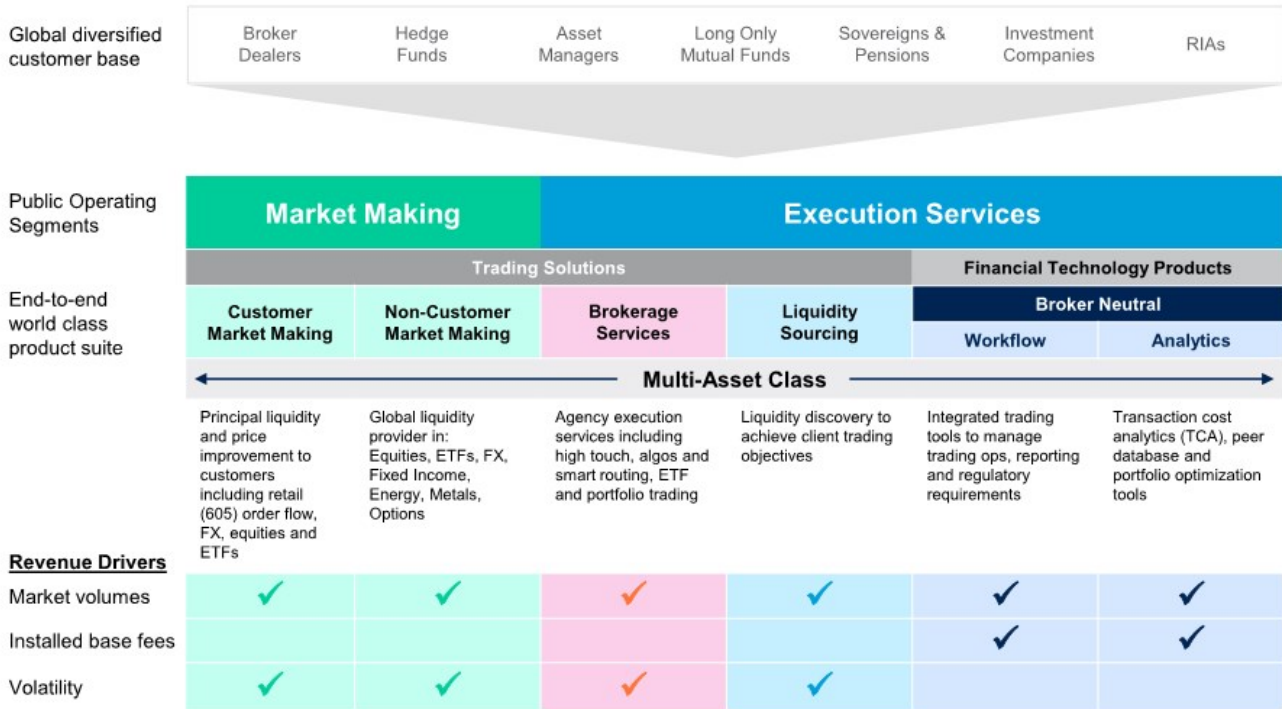 Global diversified
customer base
Broker
Dealers
Hedge
Funds
Asset
Managers
Long Only
Mutual Funds
Sovereigns &
Pensions
Investment
Companies
RIAs
Public Operating
Segments
Market Making
Execution Services
Trading Solutions
Financial Technology Products
End-to-end
world class
product suite
Customer
Market Making
Non-Customer
Market Making
Brokerage
Services
Liquidity
Sourcing
Broker Neutral
Workflow
Analytics
Multi-Asset Class
Principal liquidity
and price
improvement to
customers
including retail
(605) order flow,
FX, equities and
ETFs
Global liquidity
provider in:
Equities, ETFs, FX,
Fixed Income,
Energy, Metals,
Options
Agency execution
services including
high touch, algos and
smart routing, ETF
and portfolio trading
Liquidity discovery to
achieve client trading
objectives
Integrated trading
tools to manage
trading ops, reporting
and regulatory
requirements
Transaction cost
analytics (TCA), peer
database and
portfolio optimization
tools
Revenue Drivers
Market volumes
Installed base fees
Volatility